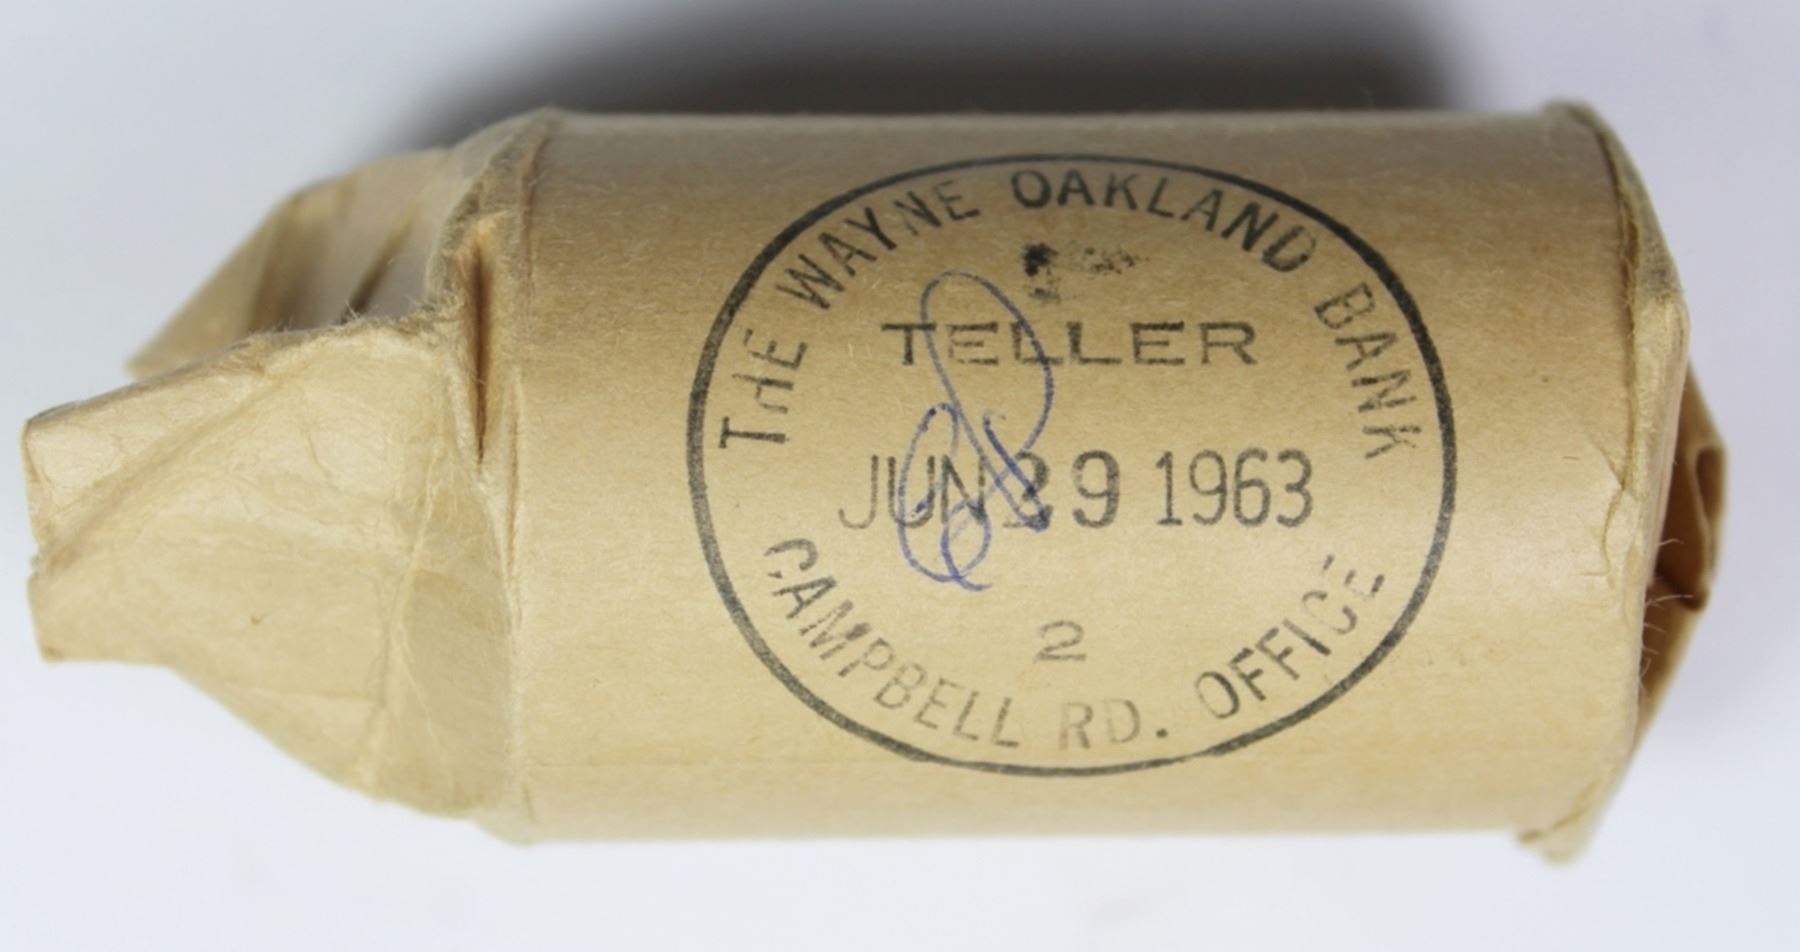 THE WAYNE OAKLAND BANK
TELLER
JUN 29 1963
2
CAMPBELL RD. OFFICE